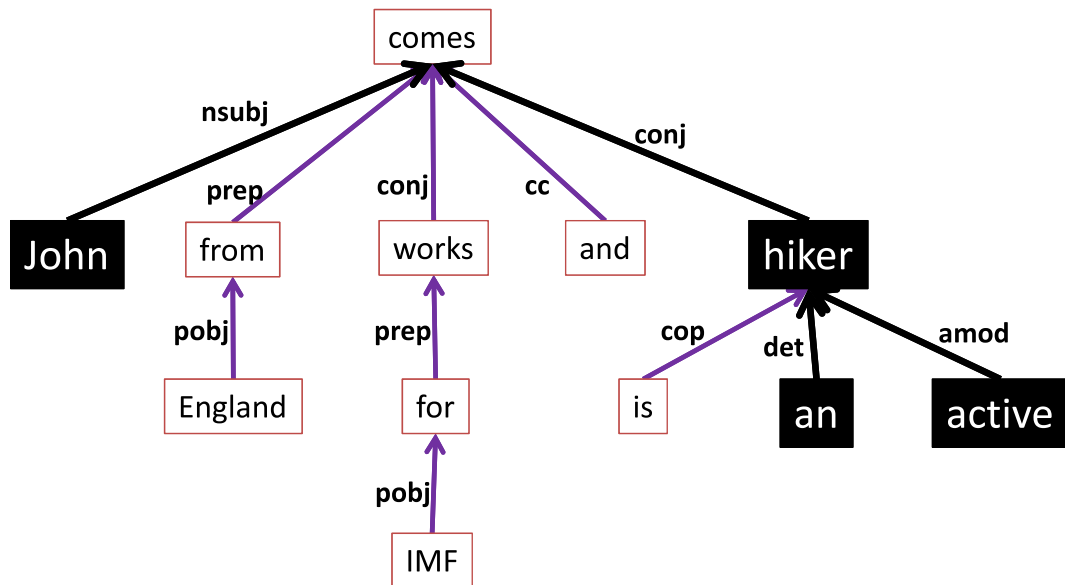 comes
nsubj
conj
prep
conj
cc
John
from
works
and
hiker
pobj
prep
cop
det
amod
England
for
is
an
active
pobj
IMF